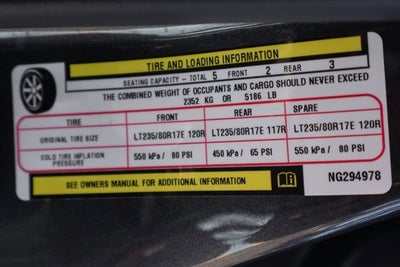 TIRE AND LOADING INFORMATION
SEATING CAPACITY - TOTAL 5 FRONT 2 REAR 3
THE COMBINED WEIGHT OF OCCUPANTS AND CARGO SHOULD NEVER EXCEED
2352 KG OR 5186 LB
TIRE FRONT REAR SPARE
ORIGINAL TIRE SIZE LT235/80R17E 120R LT235/80R17E 117R LT235/80R17E 120R
COLD TIRE INFLATION PRESSURE 550 kPa / 80 PSI 450 kPa / 65 PSI 550 kPa / 80 PSI
SEE OWNERS MANUAL FOR ADDITIONAL INFORMATION NG294978